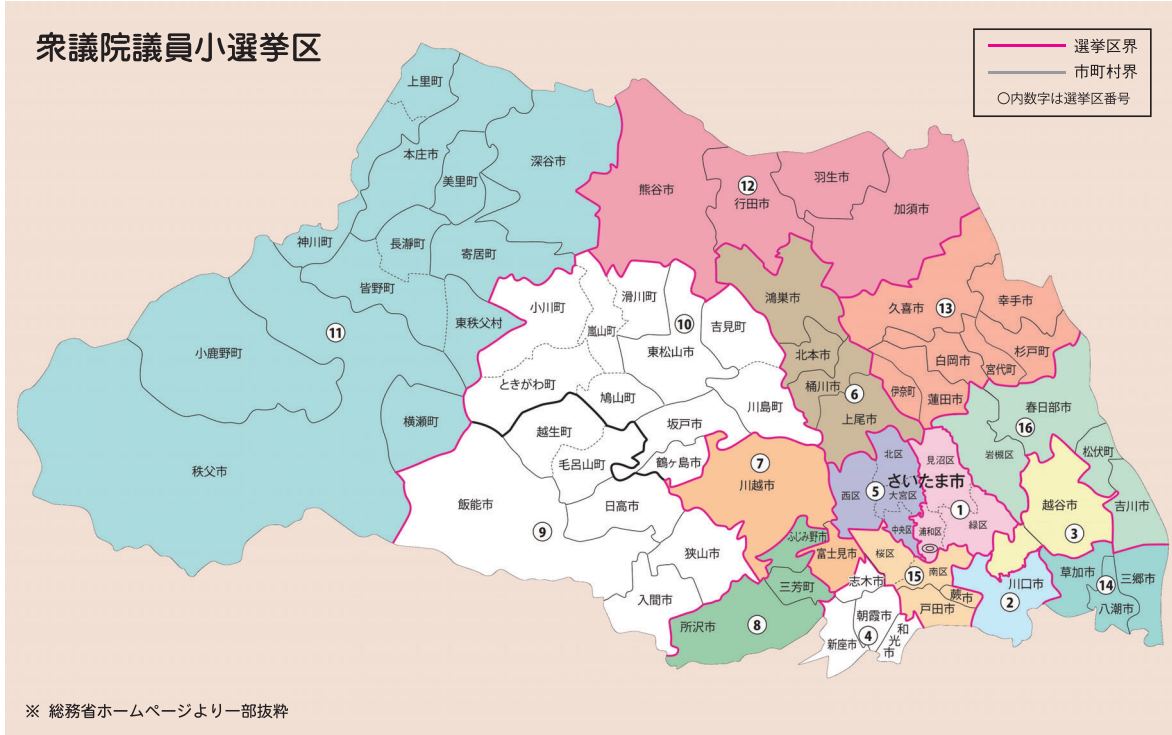 衆議院議員小選挙区
選挙区界
市町村界
○内数字は選挙区番号
上里町
本庄市
美里町
深谷市
神川町
長瀞町
寄居町
皆野町
東秩父村
⑪
小鹿野町
横瀬町
秩父市
熊谷市
⑫
行田市
羽生市
加須市
小川町
嵐山町
滑川町
⑩
吉見町
東松山市
ときがわ町
鳩山町
川島町
坂戸市
鶴ヶ島市
越生町
毛呂山町
飯能市
日高市
⑨
狭山市
入間市
鴻巣市
北本市
桶川市
⑥
上尾市
久喜市
⑬
幸手市
杉戸町
白岡市
宮代町
伊奈町
蓮田市
春日部市
⑯
岩槻区
松伏町
吉川市
越谷市
③
⑦
川越市
北区
見沼区
さいたま市
西区
⑤
大宮区
①
中央区
浦和区
緑区
ふじみ野市
富士見市
三芳町
所沢市
⑧
桜区
⑮
南区
蕨市
戸田市
志木市
朝霞市
④
新座市
和光市
川口市
②
草加市
⑭
三郷市
八潮市
※ 総務省ホームページより一部抜粋